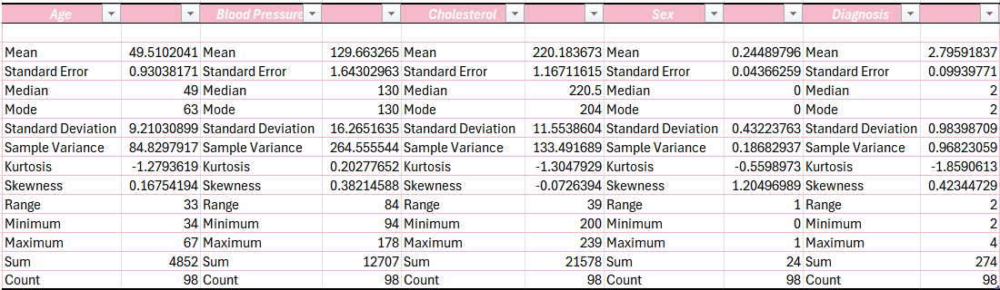 Age Blood Pressure Cholesterol Sex Diagnosis
Mean 49.5102041 Mean 129.663265 Mean 220.183673 Mean 0.24489796 Mean 2.79591837
Standard Error 0.93038171 Standard Error 1.64302963 Standard Error 1.16711615 Standard Error 0.04366259 Standard Error 0.09939771
Median 49 Median 130 Median 220.5 Median 0 Median 2
Mode 63 Mode 130 Mode 204 Mode 0 Mode 2
Standard Deviation 9.21030899 Standard Deviation 16.2651635 Standard Deviation 11.5538604 Standard Deviation 0.43223763 Standard Deviation 0.98398709
Sample Variance 84.8297917 Sample Variance 264.555544 Sample Variance 133.491689 Sample Variance 0.18682937 Sample Variance 0.96823059
Kurtosis -1.2793619 Kurtosis 0.20277652 Kurtosis -1.3047929 Kurtosis -0.5598973 Kurtosis -1.8590613
Skewness 0.16754194 Skewness 0.38214588 Skewness -0.0726394 Skewness 1.20496989 Skewness 0.42344729
Range 33 Range 84 Range 39 Range 1 Range 2
Minimum 34 Minimum 94 Minimum 200 Minimum 0 Minimum 2
Maximum 67 Maximum 178 Maximum 239 Maximum 1 Maximum 4
Sum 4852 Sum 12707 Sum 21578 Sum 24 Sum 274
Count 98 Count 98 Count 98 Count 98 Count 98